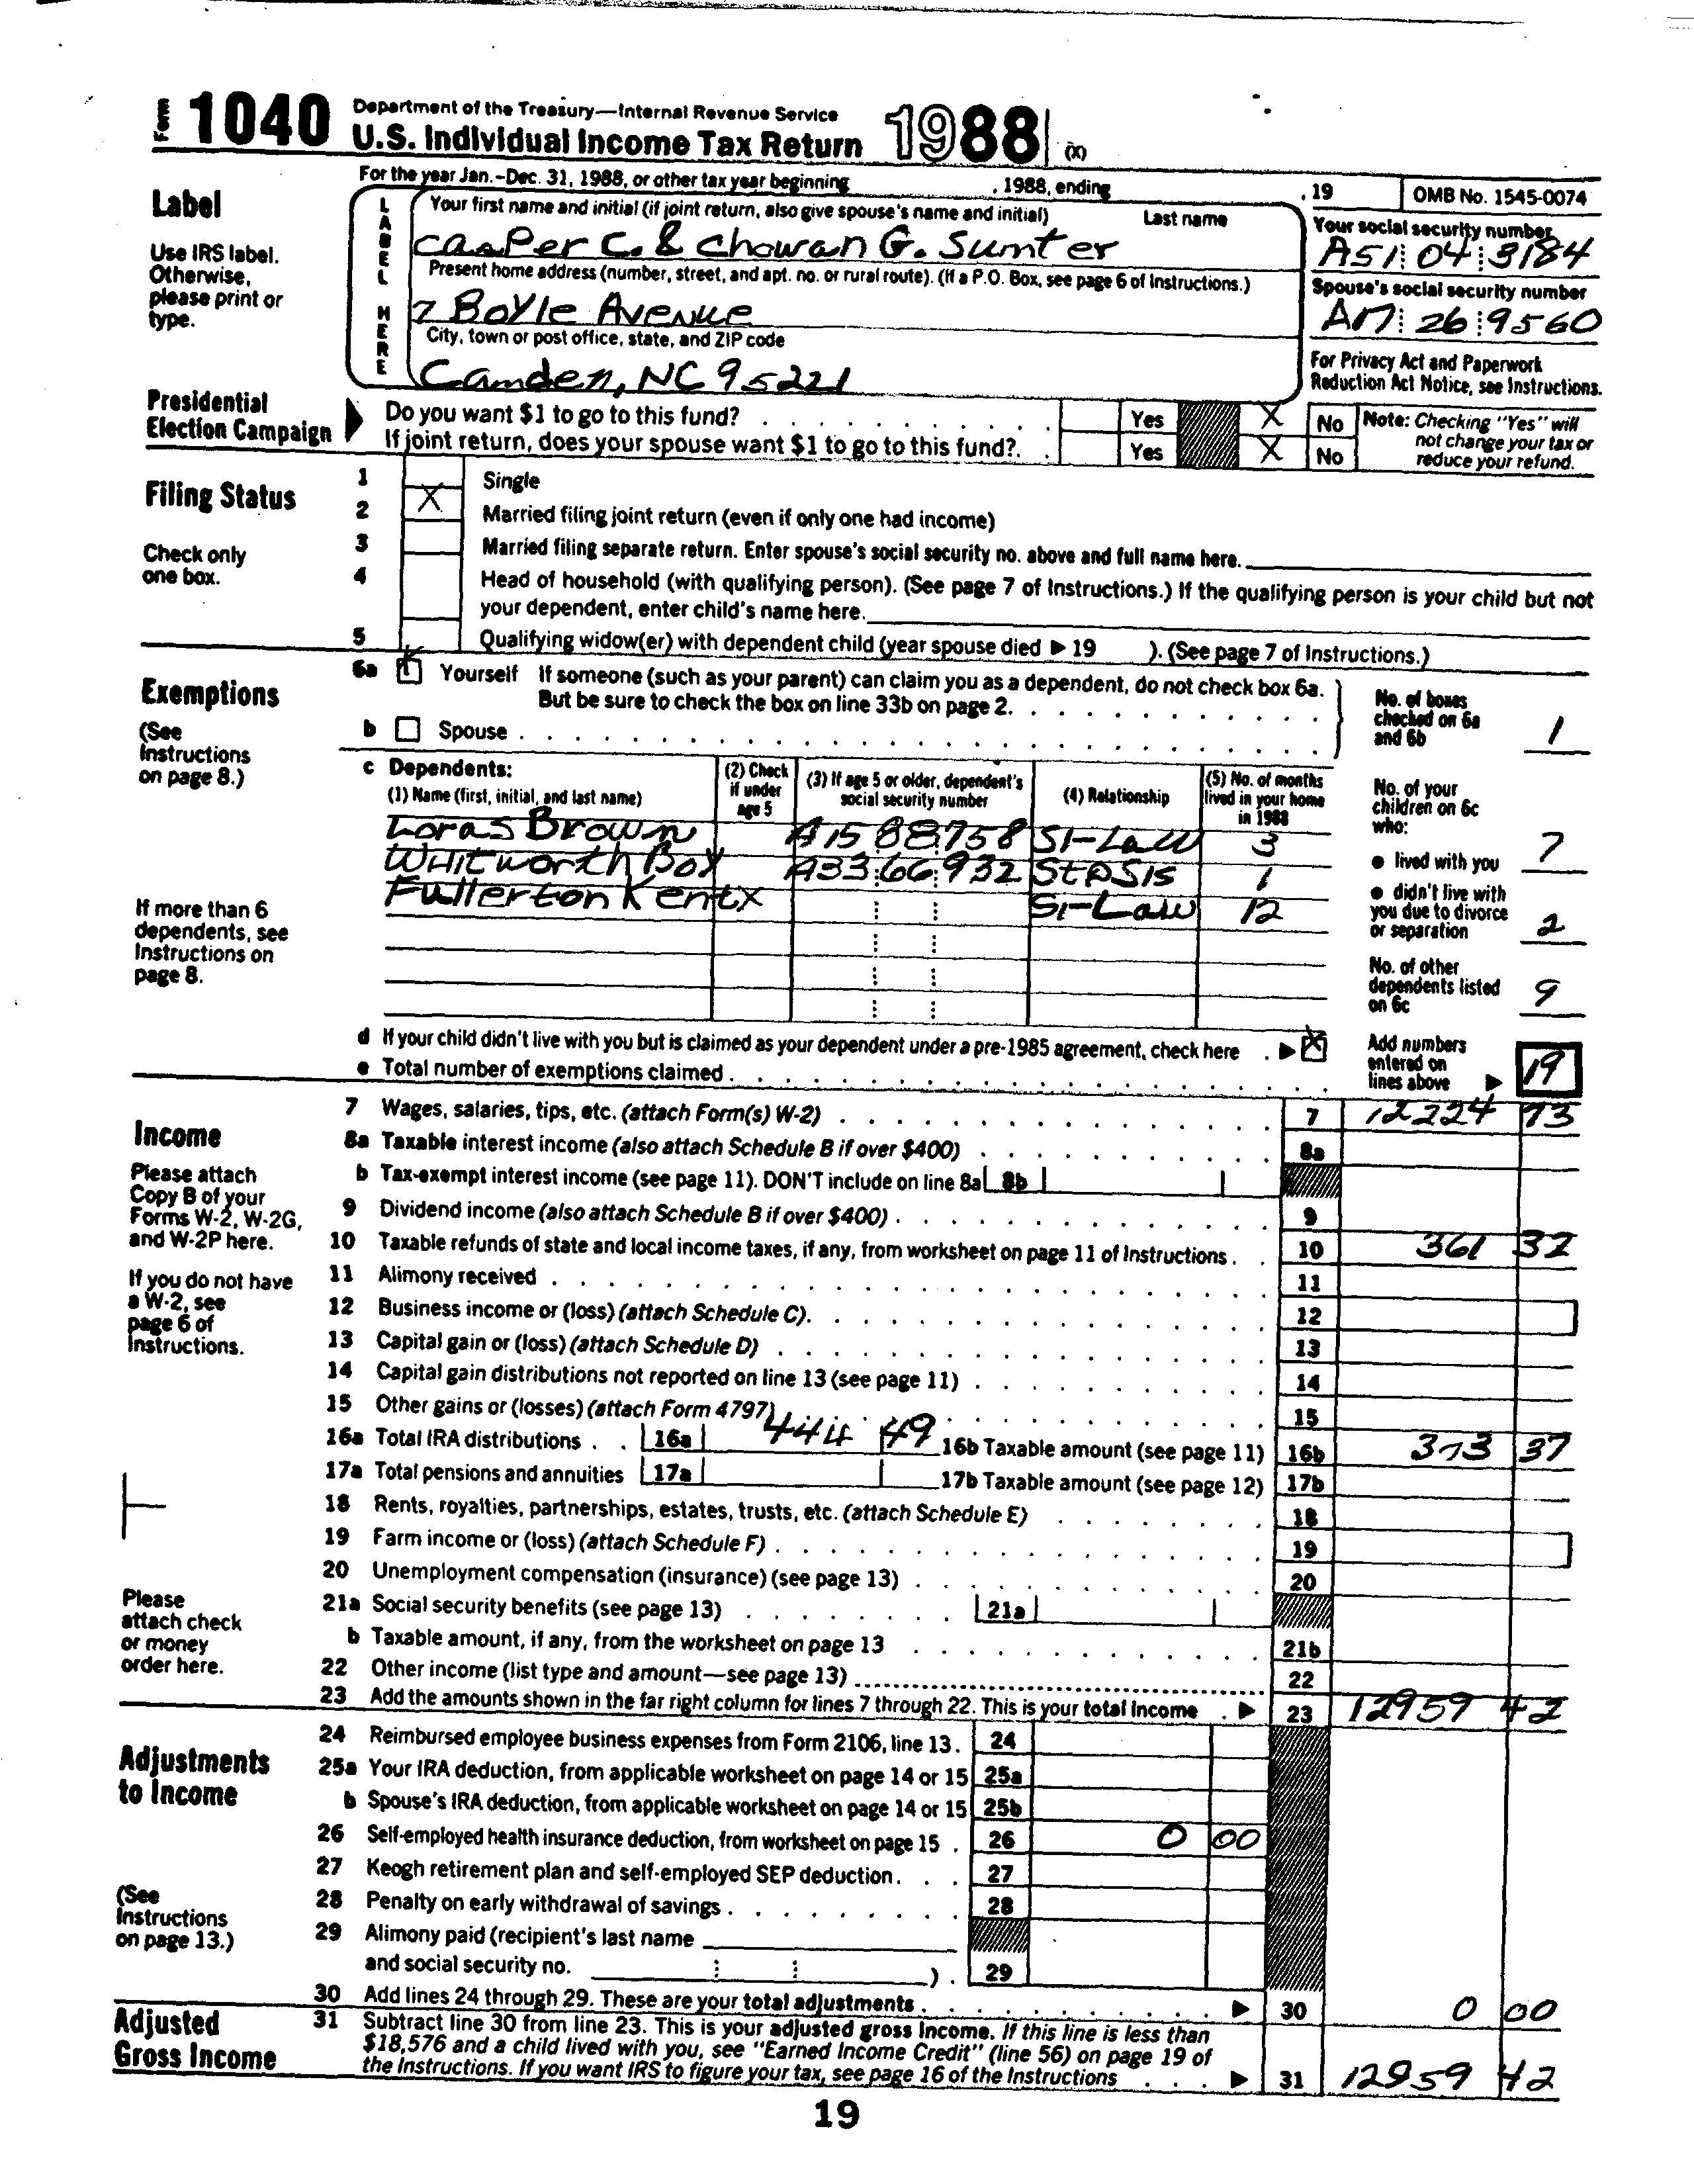 Form 1040 Department of the Treasury—Internal Revenue Service
U.S. Individual Income Tax Return 1988 (X)
For the year Jan.-Dec. 31, 1988, or other tax year beginning , 1988, ending , 19 OMB No. 1545-0074
Label
Use IRS label.
Otherwise,
please print or
type.
LABEL HERE
Your first name and initial (if joint return, also give spouse's name and initial) Last name
Casper C. & Chowan G. Sumter
Present home address (number, street, and apt. no. or rural route). (If a P.O. Box, see page 6 of Instructions.)
7 Boyle Avenue
City, town or post office, state, and ZIP code
Camden, NC 95221
Your social security number
A51 04 3184
Spouse's social security number
26 9560
For Privacy Act and Paperwork
Reduction Act Notice, see Instructions.
Presidential
Election Campaign
Do you want $1 to go to this fund? Yes X No
If joint return, does your spouse want $1 to go to this fund? Yes X No
Note: Checking "Yes" will
not change your tax or
reduce your refund.
Filing Status
Check only
one box.
1 Single
2 X Married filing joint return (even if only one had income)
3 Married filing separate return. Enter spouse's social security no. above and full name here.
4 Head of household (with qualifying person). (See page 7 of Instructions.) If the qualifying person is your child but not
your dependent, enter child's name here.
5 Qualifying widow(er) with dependent child (year spouse died ▶ 19 ). (See page 7 of Instructions.)
Exemptions
(See
Instructions
on page 8.)
6a Yourself If someone (such as your parent) can claim you as a dependent, do not check box 6a.
But be sure to check the box on line 33b on page 2.
b Spouse
No. of boxes
checked on 6a
and 6b 1
c Dependents:
(1) Name (first, initial, and last name)
(2) Check
if under
age 5
(3) If age 5 or older, dependent's
social security number
(4) Relationship
(5) No. of months
lived in your home
in 1988
Loras Brown A15 88 758 SI-Law 3
Whitworth Box A33 66 932 StpSis 1
Fullerton Kent X SI-Law 12
If more than 6
dependents, see
Instructions on
page 8.
No. of your
children on 6c
who:
● lived with you 7
● didn't live with
you due to divorce
or separation 2
No. of other
dependents listed
on 6c 9
d If your child didn't live with you but is claimed as your dependent under a pre-1985 agreement, check here ▶ X
e Total number of exemptions claimed
Add numbers
entered on
lines above ▶ 19
Income
Please attach
Copy B of your
Forms W-2, W-2G,
and W-2P here.
If you do not have
a W-2, see
page 6 of
Instructions.
7 Wages, salaries, tips, etc. (attach Form(s) W-2) 7 12224 73
8a Taxable interest income (also attach Schedule B if over $400) 8a
b Tax-exempt interest income (see page 11). DON'T include on line 8a 8b
9 Dividend income (also attach Schedule B if over $400) 9
10 Taxable refunds of state and local income taxes, if any, from worksheet on page 11 of Instructions 10 361 32
11 Alimony received 11
12 Business income or (loss) (attach Schedule C) 12
13 Capital gain or (loss) (attach Schedule D) 13
14 Capital gain distributions not reported on line 13 (see page 11) 14
15 Other gains or (losses) (attach Form 4797) 15
16a Total IRA distributions 16a 444 49 16b Taxable amount (see page 11) 16b 373 37
17a Total pensions and annuities 17a 17b Taxable amount (see page 12) 17b
18 Rents, royalties, partnerships, estates, trusts, etc. (attach Schedule E) 18
19 Farm income or (loss) (attach Schedule F) 19
20 Unemployment compensation (insurance) (see page 13) 20
21a Social security benefits (see page 13) 21a
b Taxable amount, if any, from the worksheet on page 13 21b
22 Other income (list type and amount—see page 13) 22
23 Add the amounts shown in the far right column for lines 7 through 22. This is your total income ▶ 23 12959 42
Please
attach check
or money
order here.
Adjustments
to Income
(See
Instructions
on page 13.)
24 Reimbursed employee business expenses from Form 2106, line 13. 24
25a Your IRA deduction, from applicable worksheet on page 14 or 15 25a
b Spouse's IRA deduction, from applicable worksheet on page 14 or 15 25b
26 Self-employed health insurance deduction, from worksheet on page 15 26 0 00
27 Keogh retirement plan and self-employed SEP deduction 27
28 Penalty on early withdrawal of savings 28
29 Alimony paid (recipient's last name
and social security no. ) 29
30 Add lines 24 through 29. These are your total adjustments ▶ 30 0 00
Adjusted
Gross Income
31 Subtract line 30 from line 23. This is your adjusted gross income. If this line is less than
$18,576 and a child lived with you, see "Earned Income Credit" (line 56) on page 19 of
the Instructions. If you want IRS to figure your tax, see page 16 of the Instructions ▶ 31 12959 42
19